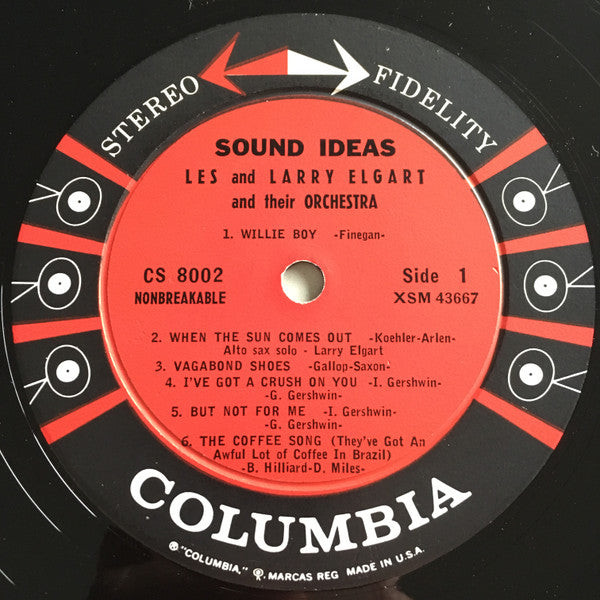 STEREO FIDELITY
SOUND IDEAS
LES and LARRY ELGART
and their ORCHESTRA
1. WILLIE BOY -Finegan-
CS 8002
NONBREAKABLE
Side 1
XSM 43667
2. WHEN THE SUN COMES OUT -Koehler-Arlen-
Alto sax solo - Larry Elgart
3. VAGABOND SHOES -Gallop-Saxon-
4. I'VE GOT A CRUSH ON YOU -I. Gershwin-
-G. Gershwin-
5. BUT NOT FOR ME -I. Gershwin-
-G. Gershwin-
6. THE COFFEE SONG (They've Got An
Awful Lot of Coffee In Brazil)
-B. Hilliard-D. Miles-
COLUMBIA
® "COLUMBIA," ®. MARCAS REG MADE IN U.S.A.